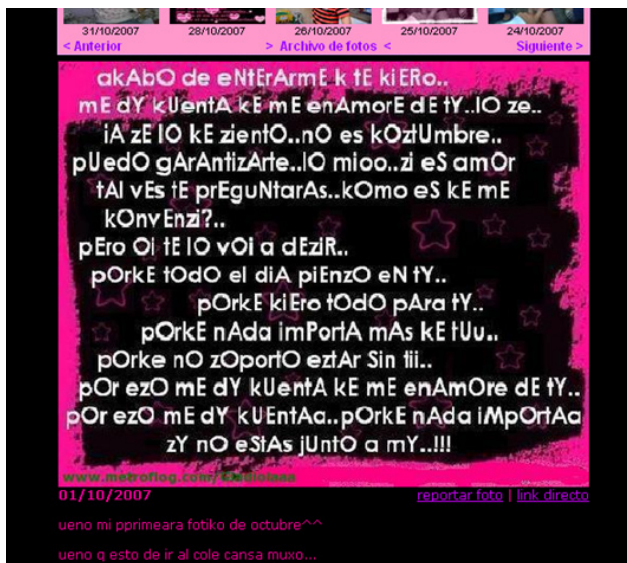 31/10/2007 28/10/2007 26/10/2007 25/10/2007 24/10/2007
< Anterior > Archivo de fotos < Siguiente >
akAbO de eNtErArmE k tE kiERo..
mE dY kUentA kE mE enAmorE dE tY..lO ze..
iA zE lO kE zientO..nO es kOztUmbre..
pUedO gArAntizArte..lO mioo..zi eS amOr
tAl vEs tE prEguNtarAs..kOmo eS kE mE
kOnvEnzi?..
pEro OI tE lO vOi a dEziR..
pOrkE tOdO el diA piEnzO eN tY..
pOrkE kiEro tOdO pAra tY..
pOrkE nAda imPortA mAs kE tUu..
pOrke nO zOportO eztAr Sin tii..
pOr ezO mE dY kUentA kE mE enAmOre dE tY..
pOr ezO mE dY kUEntAa..pOrkE nAda iMpOrtAa
zY nO eStAs jUntO a mY..!!!
01/10/2007 reportar foto | link directo
ueno mi pprimeara fotiko de octubre^^
ueno q esto de ir al cole cansa muxo...